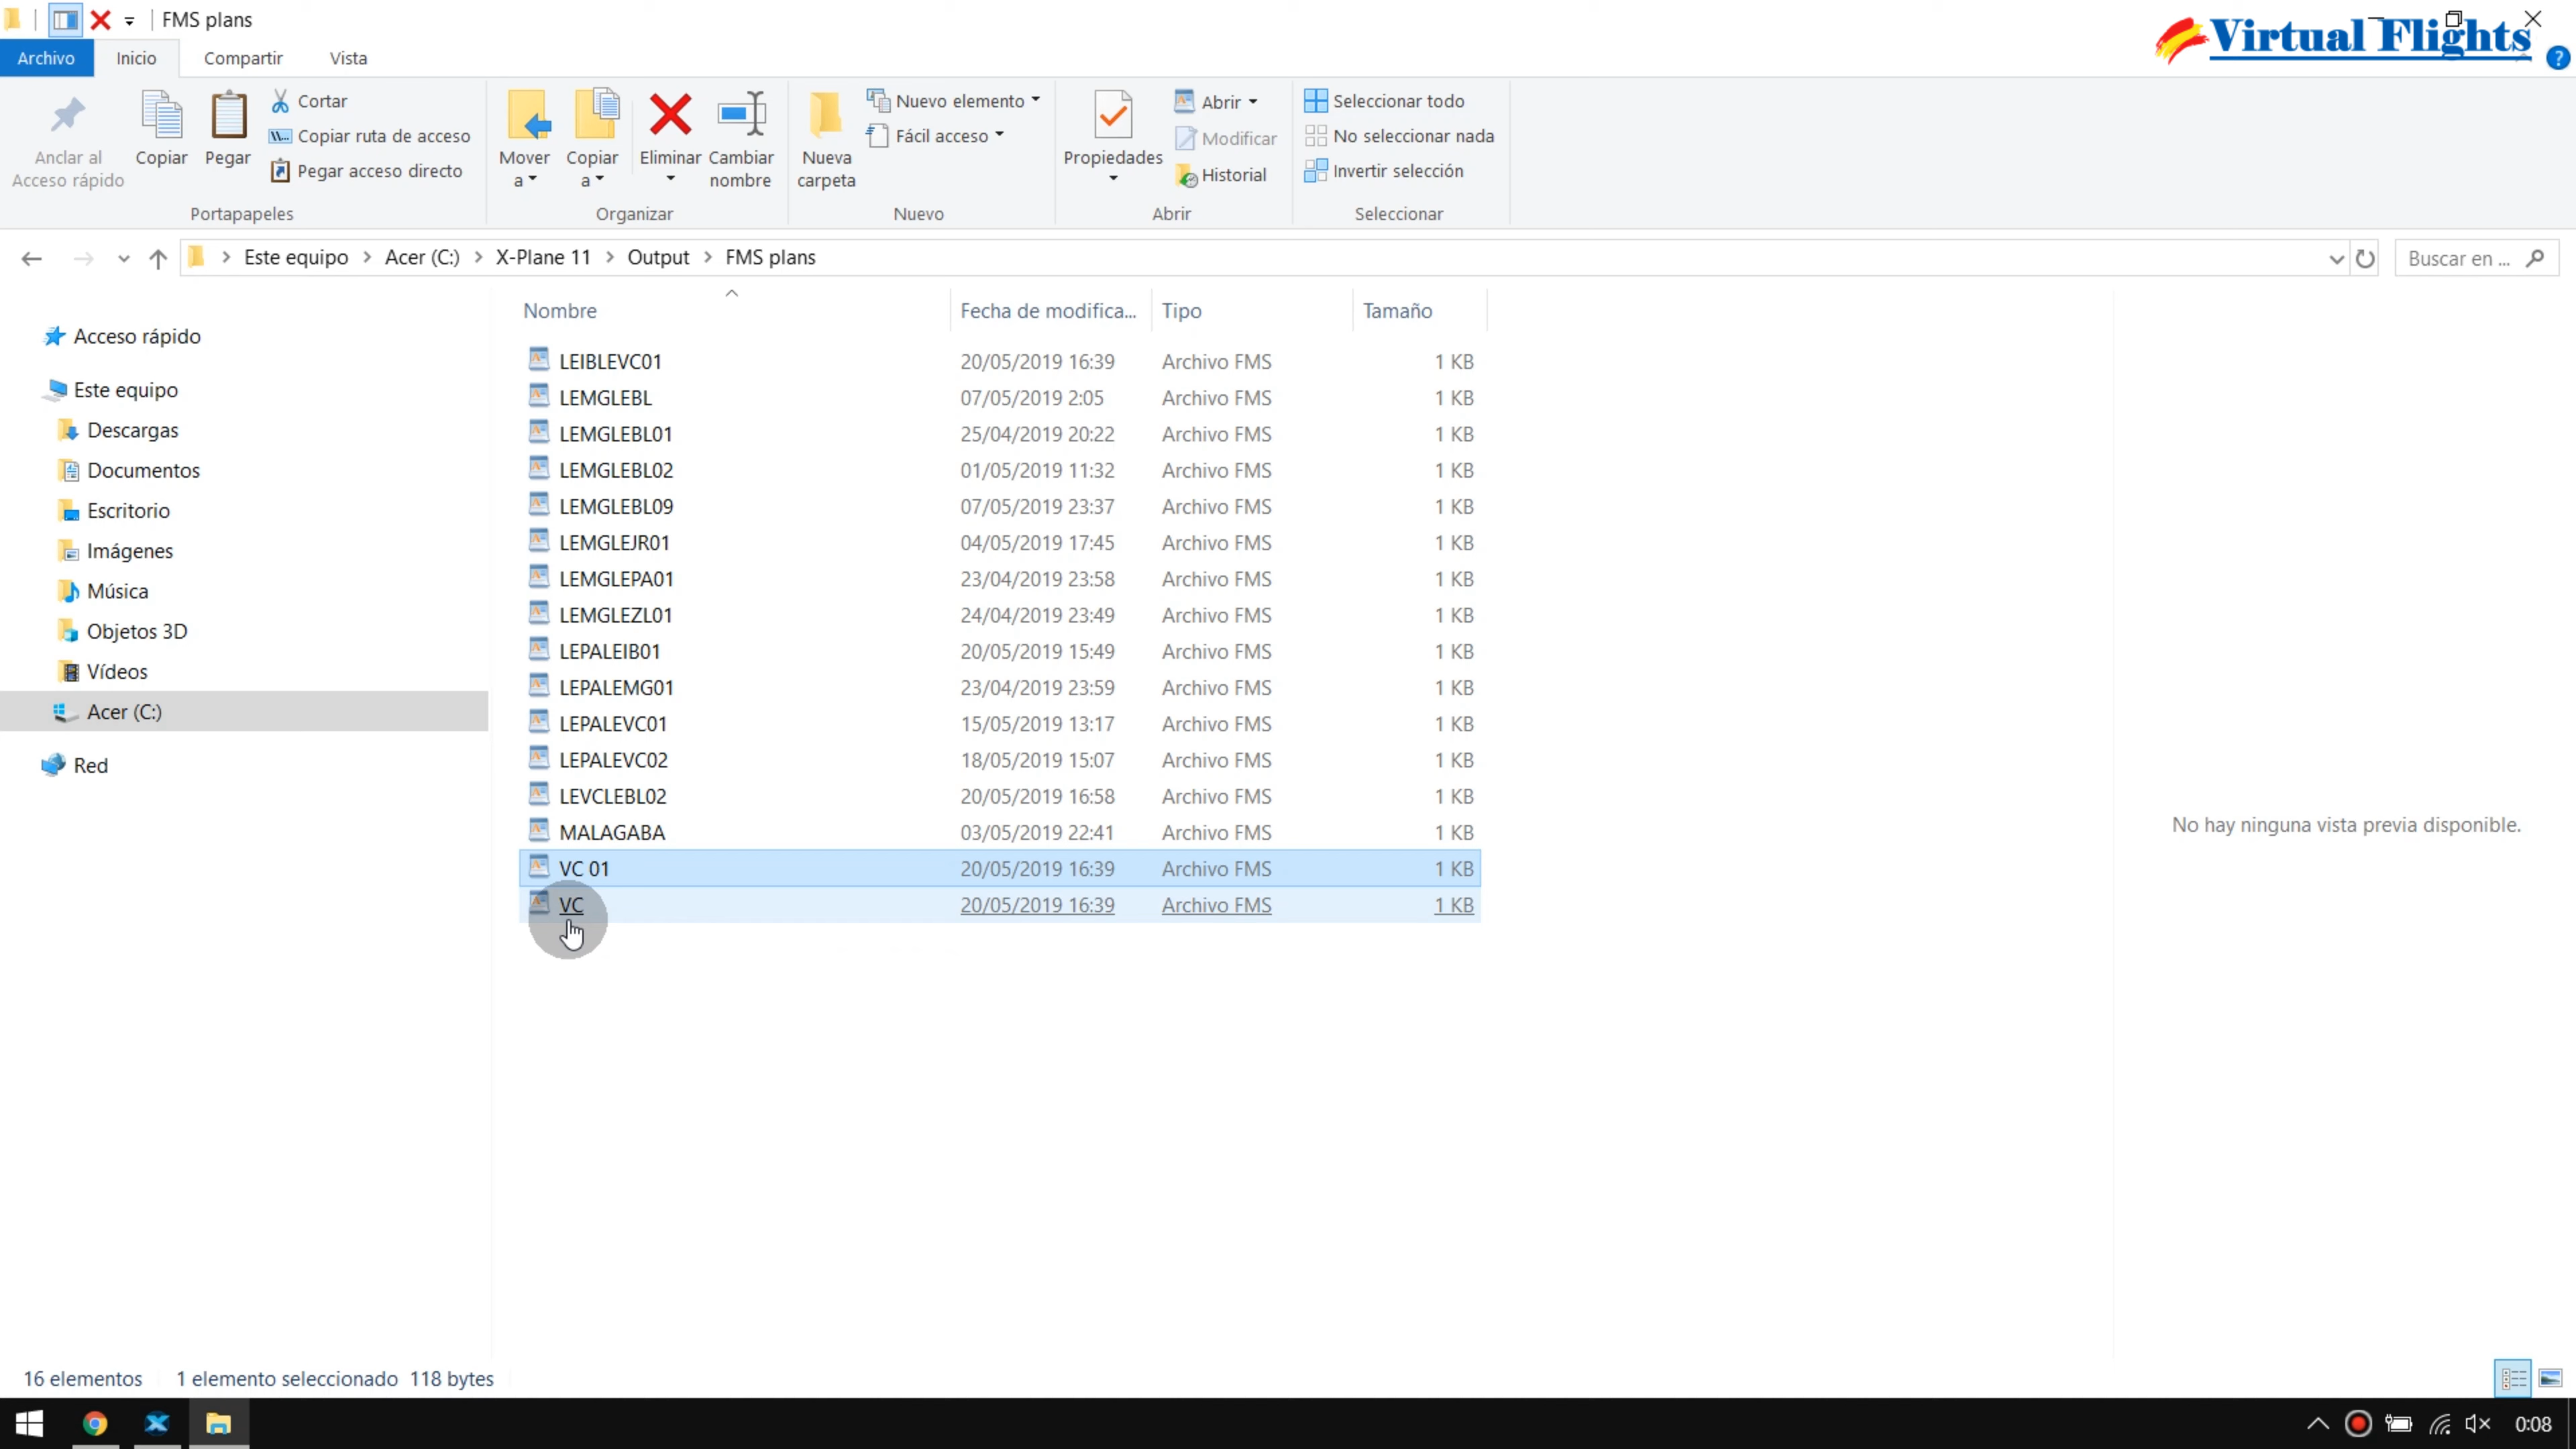 FMS plans
Virtual Flights
Archivo Inicio Compartir Vista
Anclar al Acceso rápido
Copiar
Pegar
Cortar
Copiar ruta de acceso
Pegar acceso directo
Portapapeles
Mover a
Copiar a
Eliminar
Cambiar nombre
Organizar
Nueva carpeta
Nuevo elemento
Fácil acceso
Nuevo
Propiedades
Abrir
Modificar
Historial
Abrir
Seleccionar todo
No seleccionar nada
Invertir selección
Seleccionar
Este equipo > Acer (C:) > X-Plane 11 > Output > FMS plans
Buscar en ...
Acceso rápido
Este equipo
Descargas
Documentos
Escritorio
Imágenes
Música
Objetos 3D
Vídeos
Acer (C:)
Red
Nombre Fecha de modifica... Tipo Tamaño
LEIBLEVC01 20/05/2019 16:39 Archivo FMS 1 KB
LEMGLEBL 07/05/2019 2:05 Archivo FMS 1 KB
LEMGLEBL01 25/04/2019 20:22 Archivo FMS 1 KB
LEMGLEBL02 01/05/2019 11:32 Archivo FMS 1 KB
LEMGLEBL09 07/05/2019 23:37 Archivo FMS 1 KB
LEMGLEJR01 04/05/2019 17:45 Archivo FMS 1 KB
LEMGLEPA01 23/04/2019 23:58 Archivo FMS 1 KB
LEMGLEZL01 24/04/2019 23:49 Archivo FMS 1 KB
LEPALEIB01 20/05/2019 15:49 Archivo FMS 1 KB
LEPALEMG01 23/04/2019 23:59 Archivo FMS 1 KB
LEPALEVC01 15/05/2019 13:17 Archivo FMS 1 KB
LEPALEVC02 18/05/2019 15:07 Archivo FMS 1 KB
LEVCLEBL02 20/05/2019 16:58 Archivo FMS 1 KB
MALAGABA 03/05/2019 22:41 Archivo FMS 1 KB
VC 01 20/05/2019 16:39 Archivo FMS 1 KB
VC 20/05/2019 16:39 Archivo FMS 1 KB
No hay ninguna vista previa disponible.
16 elementos 1 elemento seleccionado 118 bytes
0:08